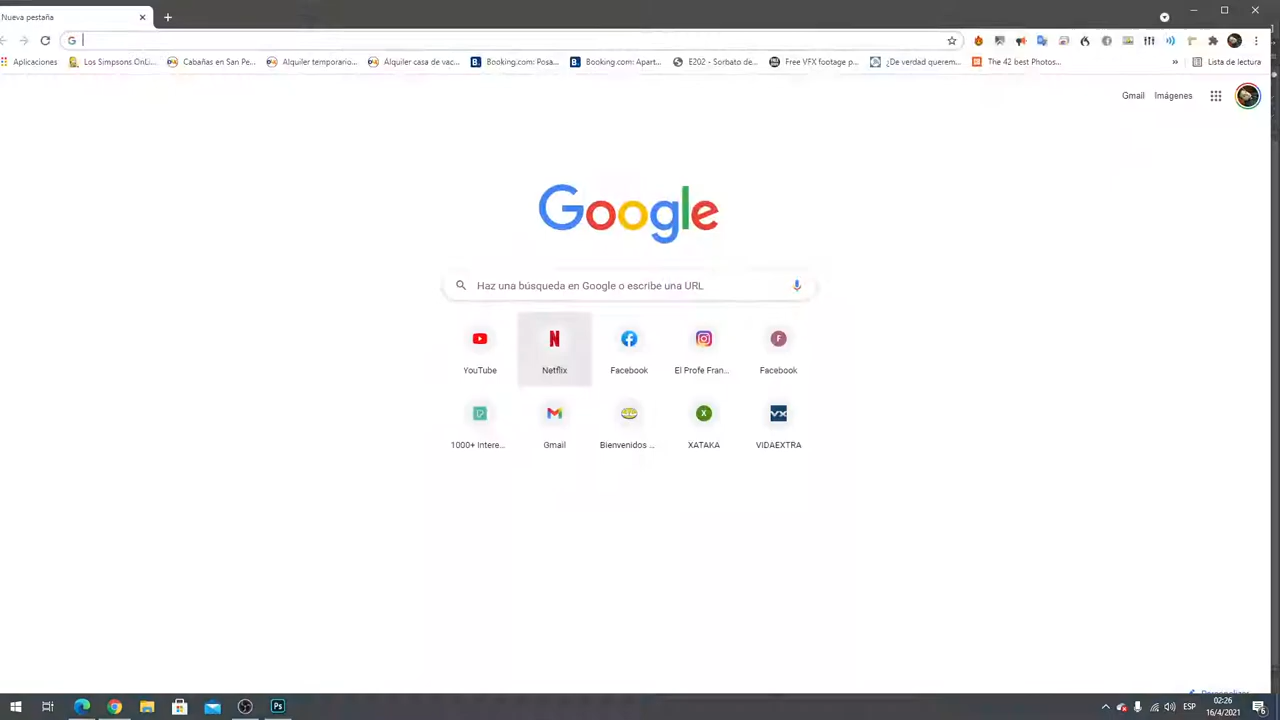 Nueva pestaña
Aplicaciones Los Simpsons OnLi... Cabañas en San Pe... Alquiler temporario... Alquiler casa de vac... Booking.com: Posa... Booking.com: Apart... E202 - Sorbato de... Free VFX footage p... ¿De verdad querem... The 42 best Photos... » Lista de lectura
Gmail Imágenes
Google
Haz una búsqueda en Google o escribe una URL
YouTube Netflix Facebook El Profe Fran... Facebook
1000+ Intere... Gmail Bienvenidos ... XATAKA VIDAEXTRA
Personalizar
ESP 02:26
16/4/2021